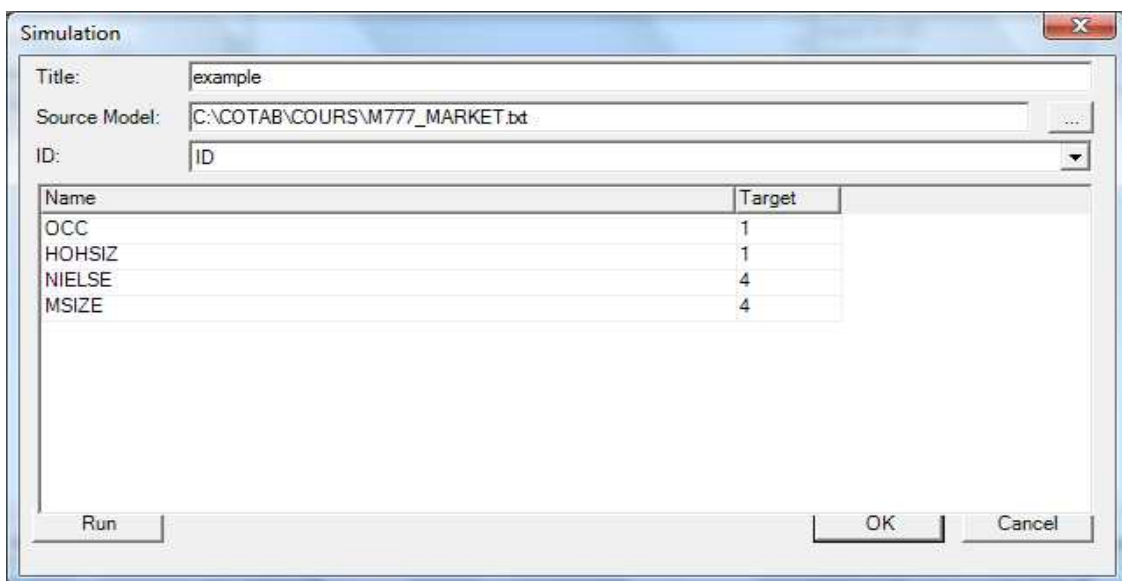 Simulation
Title: example
Source Model: C:\COTAB\COURS\M777_MARKET.txt ...
ID: ID
Name Target
OCC 1
HOHSIZ 1
NIELSE 4
MSIZE 4
Run OK Cancel